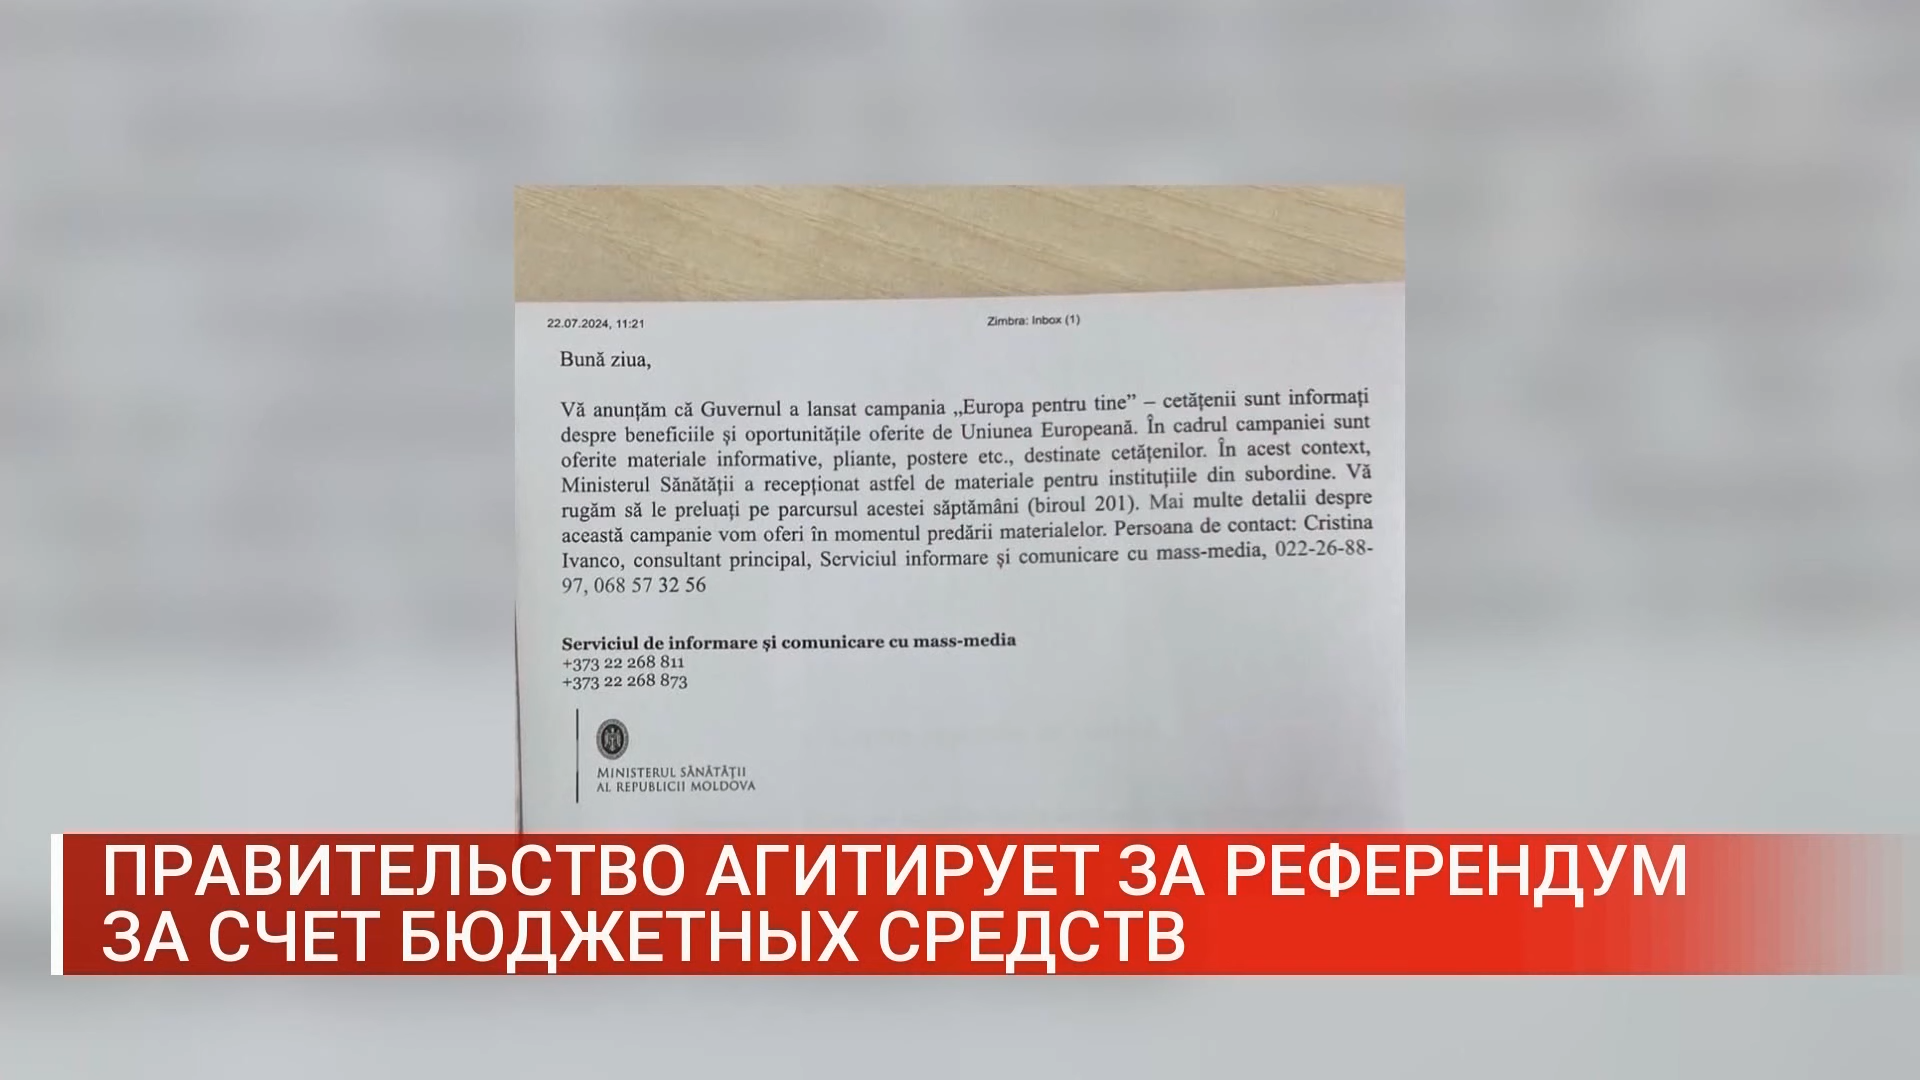 22.07.2024, 11:21
Zimbra: Inbox (1)
Bună ziua,
Vă anunțăm că Guvernul a lansat campania „Europa pentru tine” – cetățenii sunt informați
despre beneficiile și oportunitățile oferite de Uniunea Europeană. În cadrul campaniei sunt
oferite materiale informative, pliante, postere etc., destinate cetățenilor. În acest context,
Ministerul Sănătății a recepționat astfel de materiale pentru instituțiile din subordine. Vă
rugăm să le preluați pe parcursul acestei săptămâni (biroul 201). Mai multe detalii despre
această campanie vom oferi în momentul predării materialelor. Persoana de contact: Cristina
Ivanco, consultant principal, Serviciul informare și comunicare cu mass-media, 022-26-88-
97, 068 57 32 56
Serviciul de informare și comunicare cu mass-media
+373 22 268 811
+373 22 268 873
MINISTERUL SĂNĂTĂȚII
AL REPUBLICII MOLDOVA
ПРАВИТЕЛЬСТВО АГИТИРУЕТ ЗА РЕФЕРЕНДУМ
ЗА СЧЕТ БЮДЖЕТНЫХ СРЕДСТВ